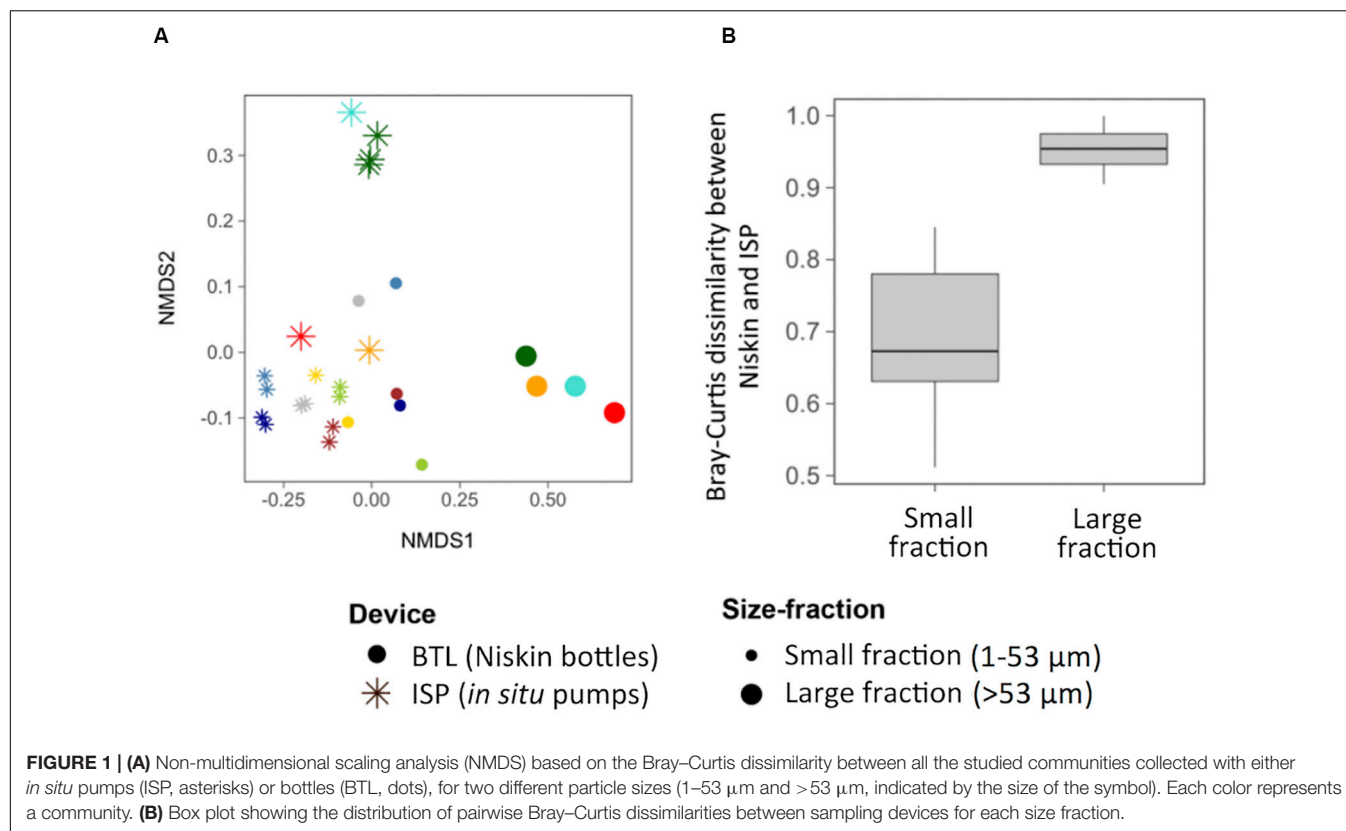 A
B
0.3
0.2
0.1
0.0
-0.1
NMDS2
-0.25
0.00
0.25
0.50
NMDS1
1.0
0.9
0.8
0.7
0.6
0.5
Bray-Curtis dissimilarity between
Niskin and ISP
Small
fraction
Large
fraction
Device
BTL (Niskin bottles)
ISP (in situ pumps)
Size-fraction
Small fraction (1-53 μm)
Large fraction (>53 μm)
FIGURE 1 | (A) Non-multidimensional scaling analysis (NMDS) based on the Bray–Curtis dissimilarity between all the studied communities collected with either
in situ pumps (ISP, asterisks) or bottles (BTL, dots), for two different particle sizes (1–53 μm and >53 μm, indicated by the size of the symbol). Each color represents
a community. (B) Box plot showing the distribution of pairwise Bray–Curtis dissimilarities between sampling devices for each size fraction.